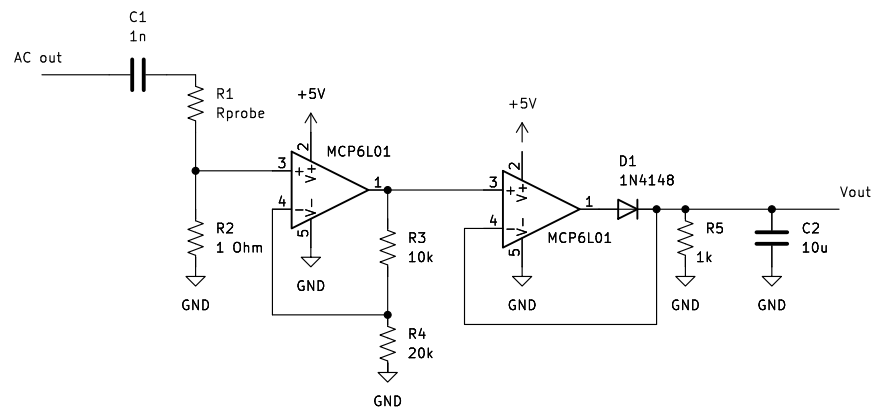 C1
1n
AC out
R1
Rprobe
+5V
2
MCP6L01
3
+
V+
1
4
-
V-
5
R2
1 Ohm
GND
GND
R3
10k
R4
20k
GND
+5V
2
3
+
V+
1
4
-
V-
5
MCP6L01
GND
D1
1N4148
Vout
R5
1k
GND
C2
10u
GND